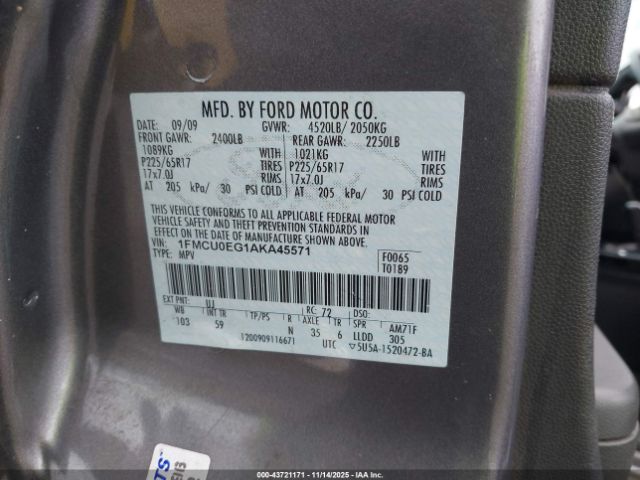 MFD. BY FORD MOTOR CO.
DATE: 09/09 GVWR: 4520LB/ 2050KG
FRONT GAWR: 2400LB REAR GAWR: 2250LB
1089KG WITH 1021KG WITH
P225/65R17 TIRES P225/65R17 TIRES
17x7.0J RIMS 17x7.0J RIMS
AT 205 kPa/ 30 PSI COLD AT 205 kPa/ 30 PSI COLD
THIS VEHICLE CONFORMS TO ALL APPLICABLE FEDERAL MOTOR
VEHICLE SAFETY AND THEFT PREVENTION STANDARDS IN
EFFECT ON THE DATE OF MANUFACTURE SHOWN ABOVE.
VIN: 1FMCU0EG1AKA45571 F0065
TYPE: MPV T0189
EXT PNT: UJ RC: 72 DSO:
WB INT TR TP/PS R AXLE TR SPR AM71F
103 59 N 35 6 LLDD 305
1200909116671 UTC ▽5U5A-1520472-BA
00-43721171 | 11/14/2025 © IAA, Inc.